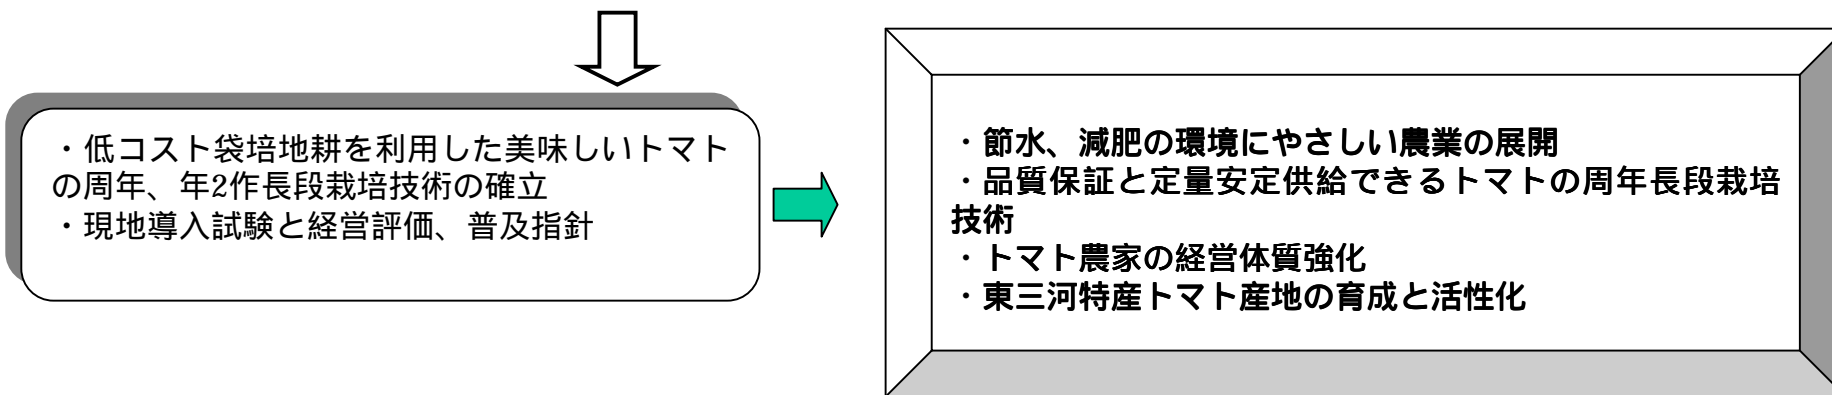 ・低コスト袋培地耕を利用した美味しいトマト
の周年、年2作長段栽培技術の確立
・現地導入試験と経営評価、普及指針
・節水、減肥の環境にやさしい農業の展開
・品質保証と定量安定供給できるトマトの周年長段栽培
技術
・トマト農家の経営体質強化
・東三河特産トマト産地の育成と活性化